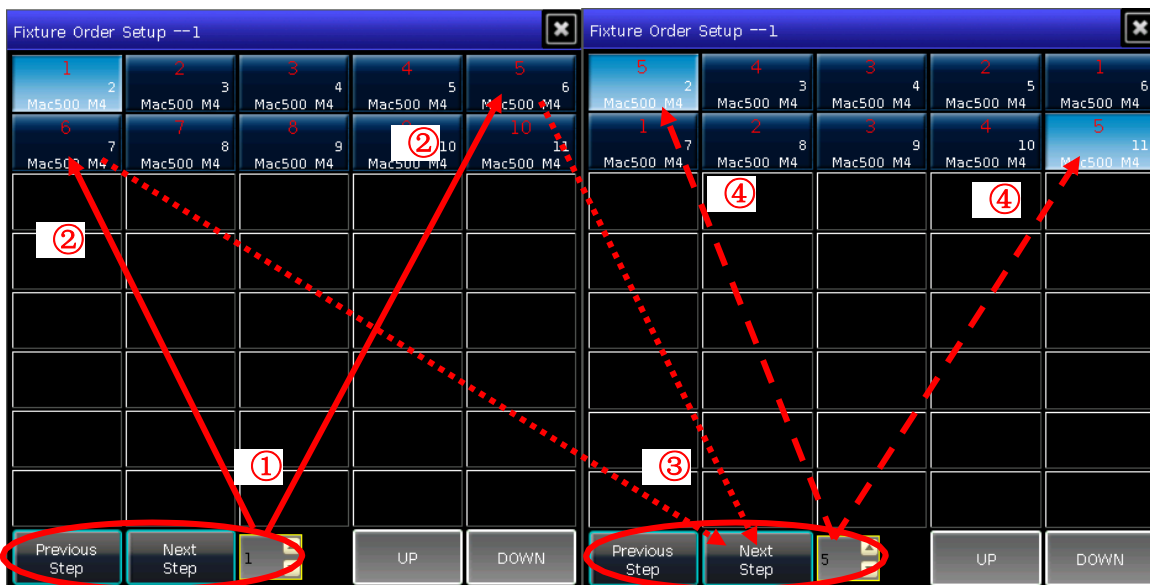 Fixture Order Setup --1
1 2 3 4 5
2 3 4 5 6
Mac500 M4 Mac500 M4 Mac500 M4 Mac500 M4 Mac500 M4
6 7 8 10
②
7 8 9 10 11
Mac500 M4 Mac500 M4 Mac500 M4 Mac500 M4 Mac500 M4
②
①
Previous Step
Next Step
1
UP
DOWN
Fixture Order Setup --1
5 4 3 2 1
2 3 4 5 6
Mac500 M4 Mac500 M4 Mac500 M4 Mac500 M4 Mac500 M4
1 2 3 4 5
7 8 9 10 11
Mac500 M4 Mac500 M4 Mac500 M4 Mac500 M4 Mac500 M4
④ ④
③
Previous Step
Next Step
5
UP
DOWN